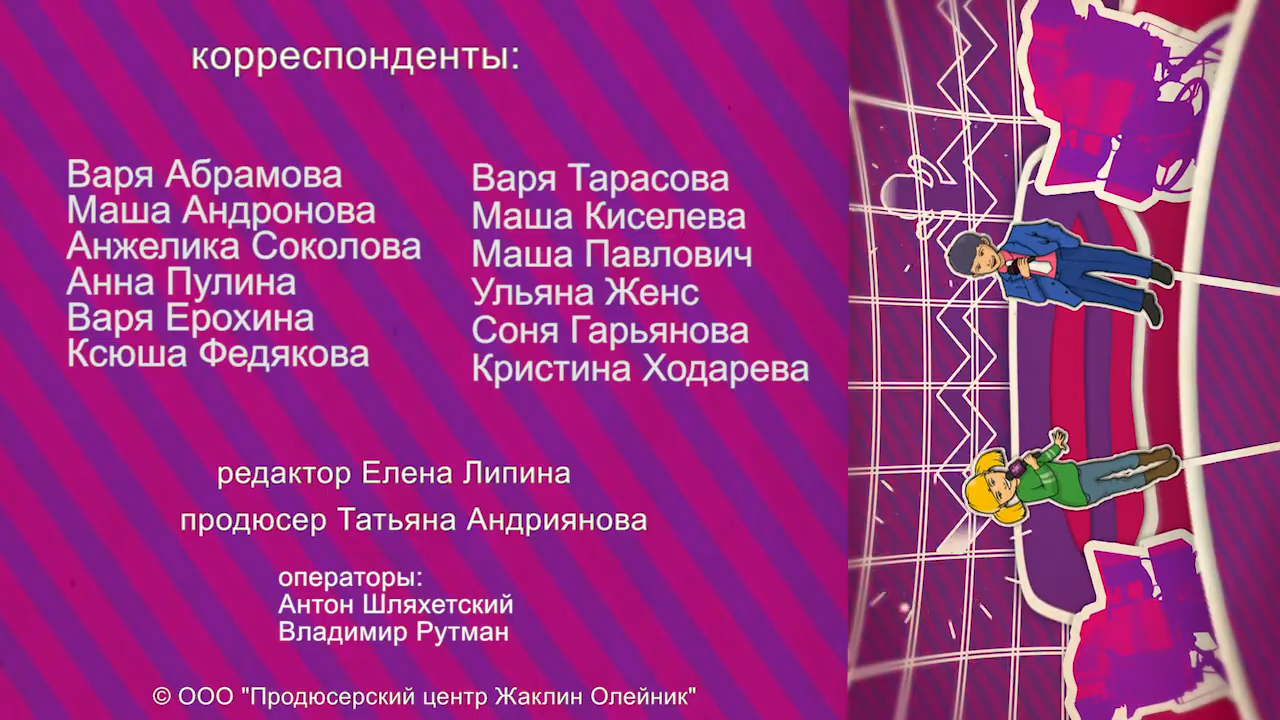 корреспонденты:
Варя Абрамова
Маша Андронова
Анжелика Соколова
Анна Пулина
Варя Ерохина
Ксюша Федякова
Варя Тарасова
Маша Киселева
Маша Павлович
Ульяна Женс
Соня Гарьянова
Кристина Ходарева
редактор Елена Липина
продюсер Татьяна Андриянова
операторы:
Антон Шляхетский
Владимир Рутман
© ООО "Продюсерский центр Жаклин Олейник"